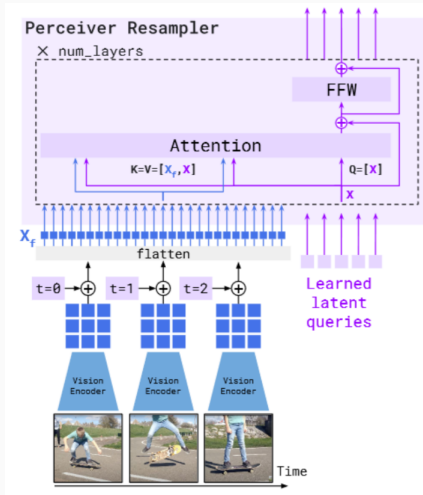 Perceiver Resampler
× num_layers
FFW
Attention
K=V=[Xf,X]
Q=[X]
X
Xf
flatten
t=0
t=1
t=2
Learned
latent
queries
Vision
Encoder
Vision
Encoder
Vision
Encoder
Time